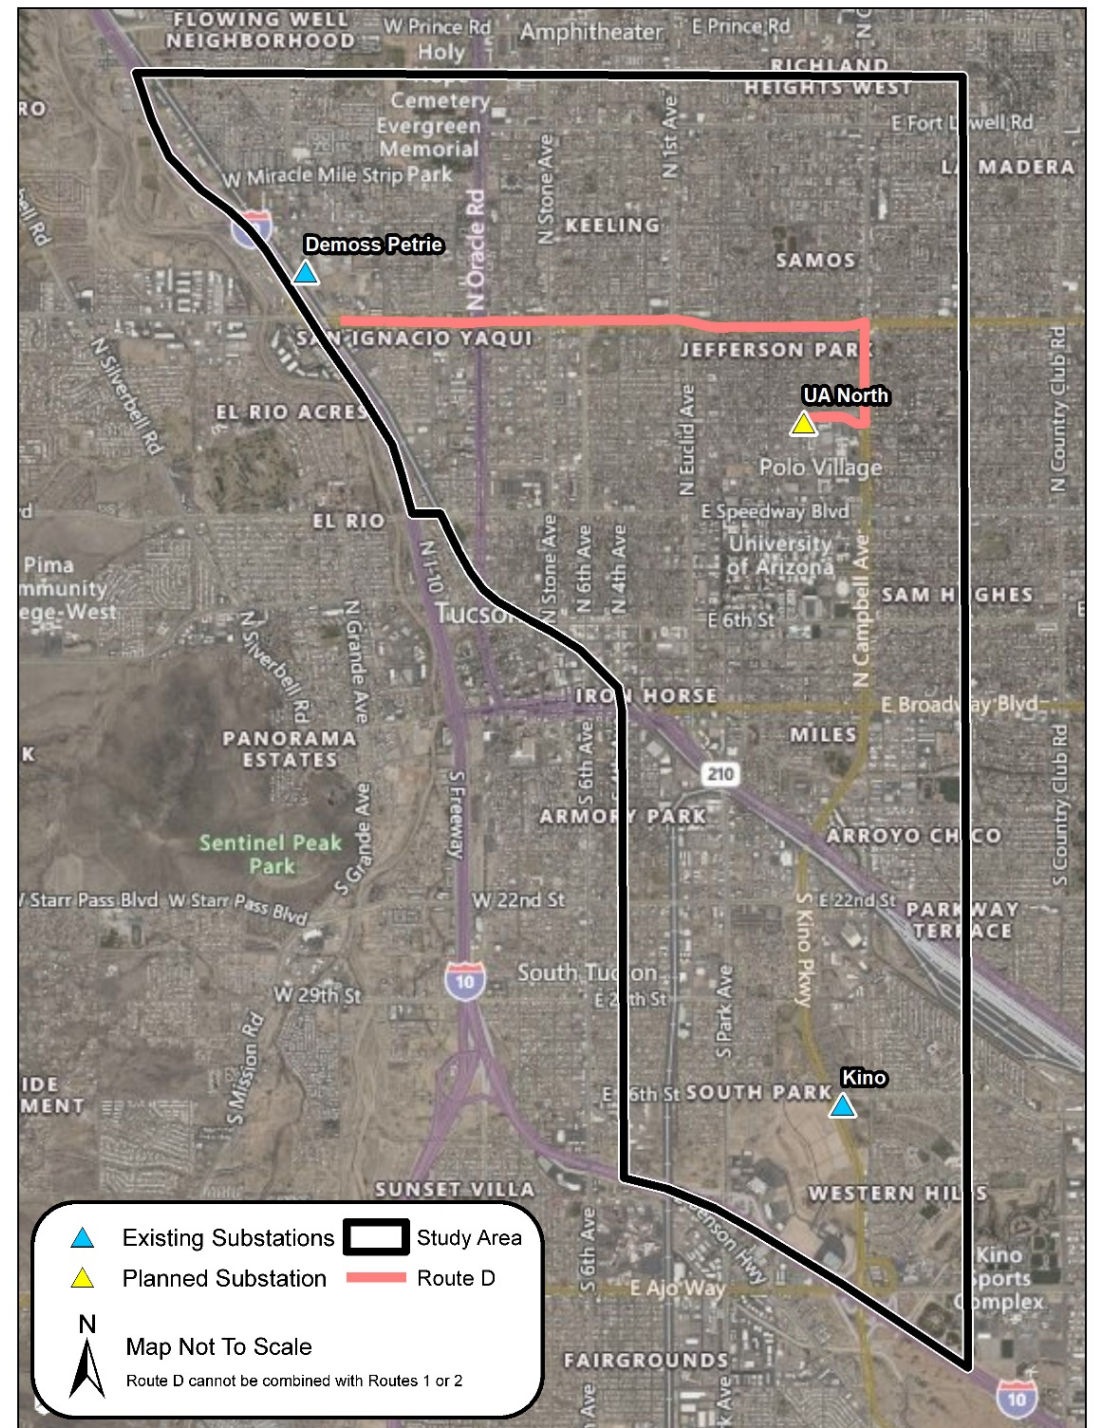 FLOWING WELL
NEIGHBORHOOD
W Prince Rd
Amphitheater
E Prince Rd
Holy
Cemetery
Evergreen
Memorial
RICHLAND
HEIGHTS WEST
E Fort Lowell Rd
LA MADERA
N 1st Ave
W Miracle Mile Strip Park
N Stone Ave
N Oracle Rd
KEELING
SAMOS
Demoss Petrie
SAN IGNACIO YAQUI
JEFFERSON PARK
N Silverbell Rd
N Country Club Rd
EL RIO ACRES
UA North
N Euclid Ave
Polo Village
EL RIO
E Speedway Blvd
University
of Arizona
N I-10
N Stone Ave
N 6th Ave
N 4th Ave
N Campbell Ave
Pima
SAM HUGHES
Tucson
E 6th St
N Silverbell Rd
N Grande Ave
IRON HORSE
E Broadway Blvd
PANORAMA
ESTATES
MILES
S 6th Ave
S Freeway
210
S Country Club Rd
ARMORY PARK
ARROYO CHICO
Sentinel Peak
Park
S Grande Ave
W Starr Pass Blvd
W Starr Pass Blvd
W 22nd St
E 22nd St
PARKWAY
TERRACE
S Kino Pkwy
10
South Tucson
W 29th St
S Park Ave
S Mission Rd
Kino
SOUTH PARK
SUNSET VILLA
WESTERN HILLS
S 6th Ave
Benson Hwy
Kino
Sports
Complex
E Ajo Way
FAIRGROUNDS
10
Existing Substations
Study Area
Planned Substation
Route D
N
Map Not To Scale
Route D cannot be combined with Routes 1 or 2